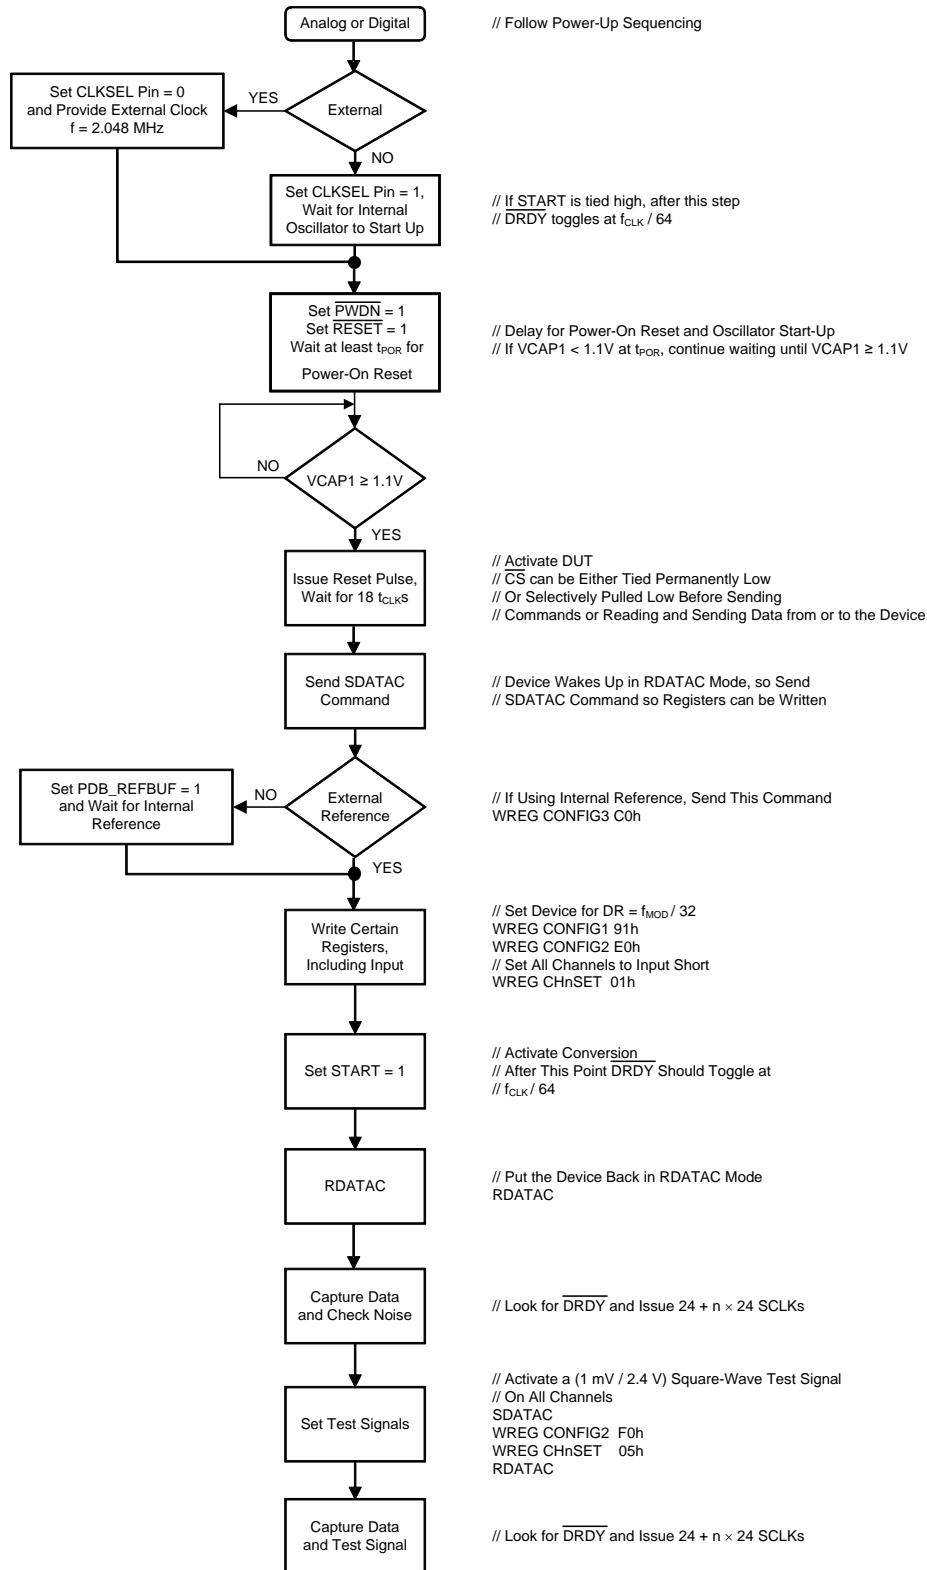 Analog or Digital
// Follow Power-Up Sequencing
Set CLKSEL Pin = 0
and Provide External Clock
f = 2.048 MHz
YES
External
NO
Set CLKSEL Pin = 1,
Wait for Internal
Oscillator to Start Up
// If START is tied high, after this step
// DRDY toggles at fCLK / 64
Set PWDN = 1
Set RESET = 1
Wait at least tPOR for
Power-On Reset
// Delay for Power-On Reset and Oscillator Start-Up
// If VCAP1 < 1.1V at tPOR, continue waiting until VCAP1 ≥ 1.1V
NO
VCAP1 ≥ 1.1V
YES
Issue Reset Pulse,
Wait for 18 tCLKs
// Activate DUT
// CS can be Either Tied Permanently Low
// Or Selectively Pulled Low Before Sending
// Commands or Reading and Sending Data from or to the Device
Send SDATAC
Command
// Device Wakes Up in RDATAC Mode, so Send
// SDATAC Command so Registers can be Written
Set PDB_REFBUF = 1
and Wait for Internal
Reference
NO
External
Reference
YES
// If Using Internal Reference, Send This Command
WREG CONFIG3 C0h
Write Certain
Registers,
Including Input
// Set Device for DR = fMOD / 32
WREG CONFIG1 91h
WREG CONFIG2 E0h
// Set All Channels to Input Short
WREG CHnSET 01h
Set START = 1
// Activate Conversion
// After This Point DRDY Should Toggle at
// fCLK / 64
RDATAC
// Put the Device Back in RDATAC Mode
RDATAC
Capture Data
and Check Noise
// Look for DRDY and Issue 24 + n × 24 SCLKs
Set Test Signals
// Activate a (1 mV / 2.4 V) Square-Wave Test Signal
// On All Channels
SDATAC
WREG CONFIG2 F0h
WREG CHnSET 05h
RDATAC
Capture Data
and Test Signal
// Look for DRDY and Issue 24 + n × 24 SCLKs